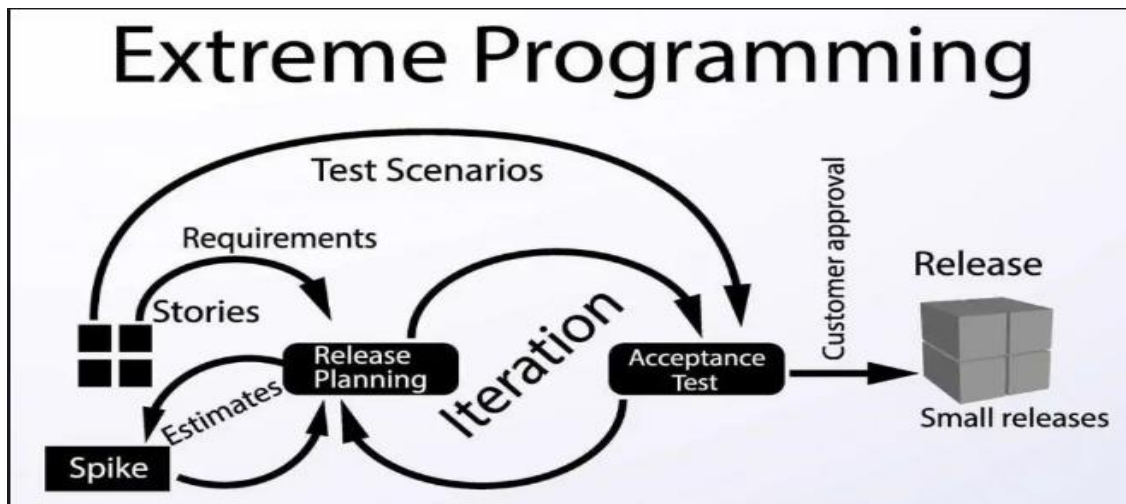 Extreme Programming
Test Scenarios
Requirements
Stories
Release
Planning
Estimates
Spike
Iteration
Acceptance
Test
Customer approval
Release
Small releases